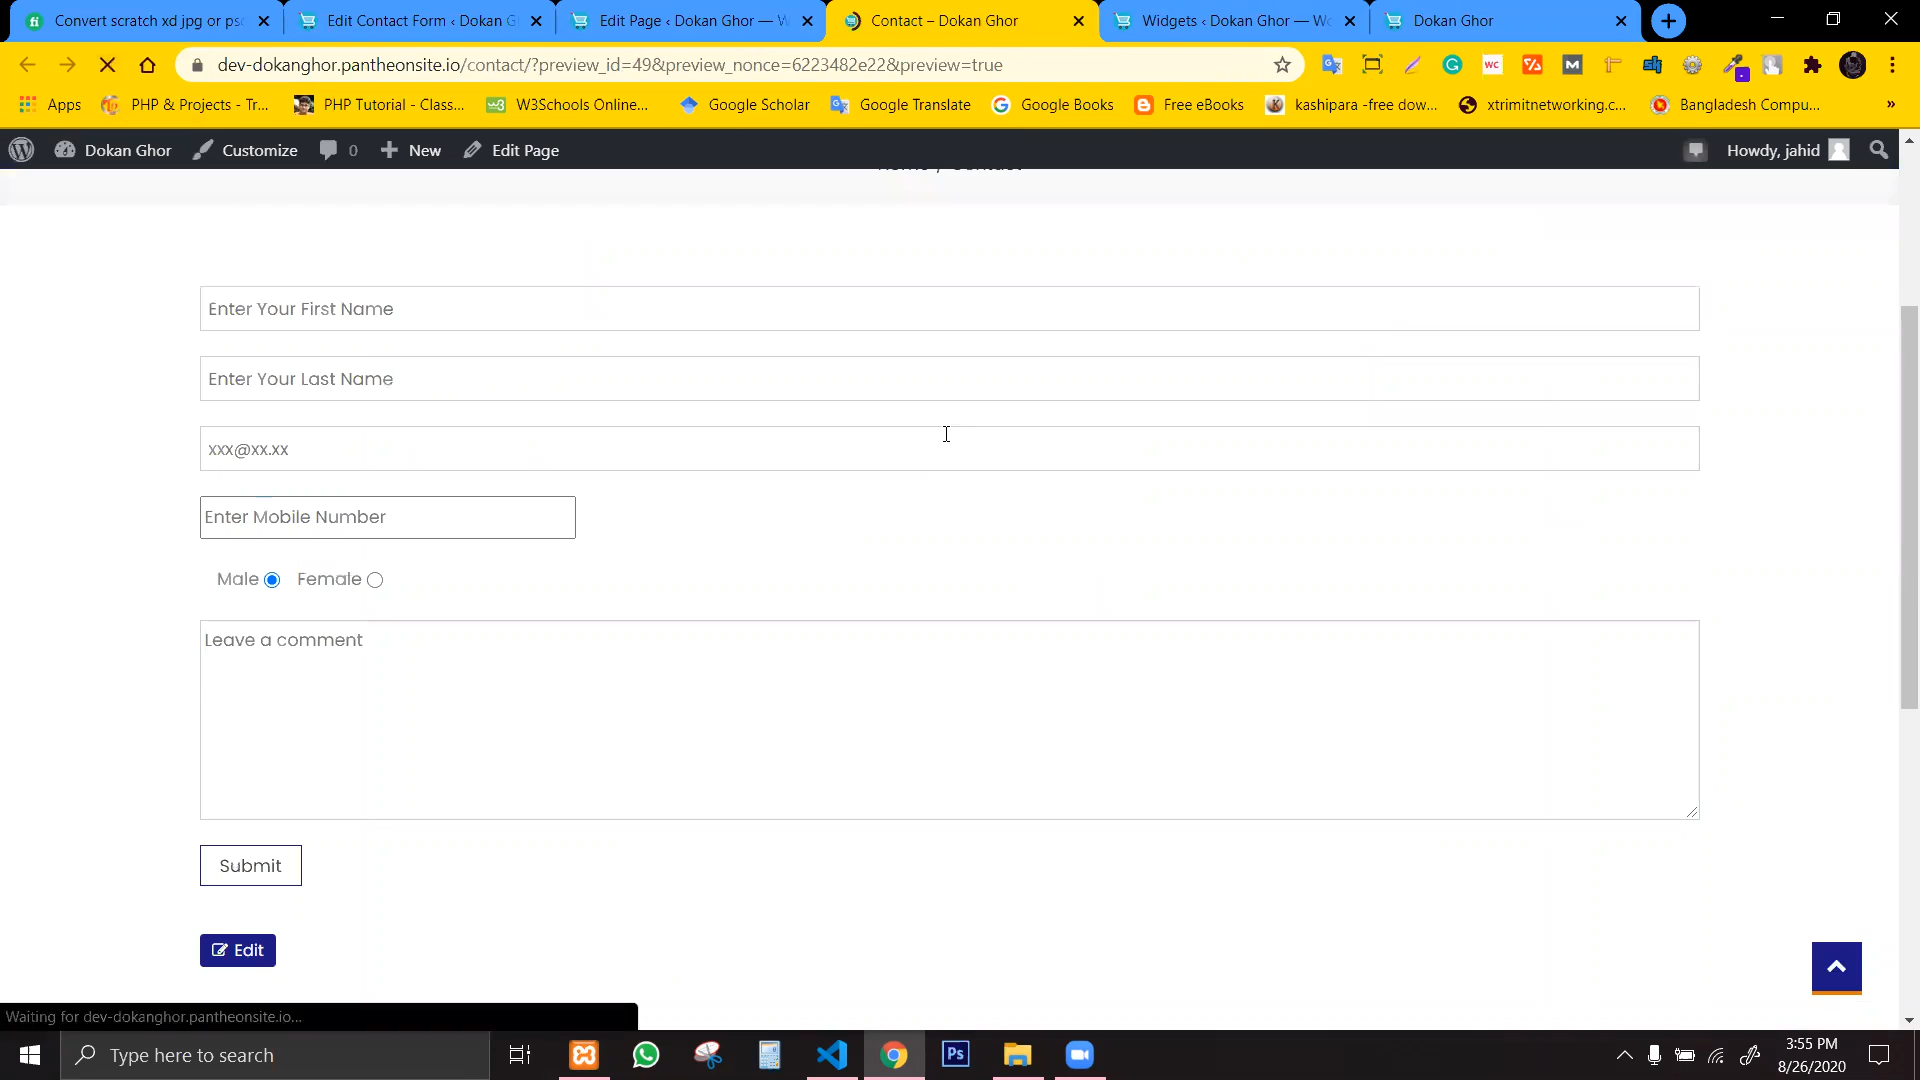 Convert scratch xd jpg or psd
Edit Contact Form ‹ Dokan G
Edit Page ‹ Dokan Ghor — W
Contact – Dokan Ghor
Widgets ‹ Dokan Ghor — Wo
Dokan Ghor
dev-dokanghor.pantheonsite.io/contact/?preview_id=49&preview_nonce=6223482e22&preview=true
Apps
PHP & Projects - Tr...
PHP Tutorial - Class...
W3Schools Online...
Google Scholar
Google Translate
Google Books
Free eBooks
kashipara -free dow...
xtrimitnetworking.c...
Bangladesh Compu...
»
Dokan Ghor
Customize
0
New
Edit Page
Howdy, jahid
Home / Contact
Enter Your First Name
Enter Your Last Name
xxx@xx.xx
Enter Mobile Number
Male
Female
Leave a comment
Submit
Edit
Waiting for dev-dokanghor.pantheonsite.io...
Type here to search
3:55 PM
8/26/2020